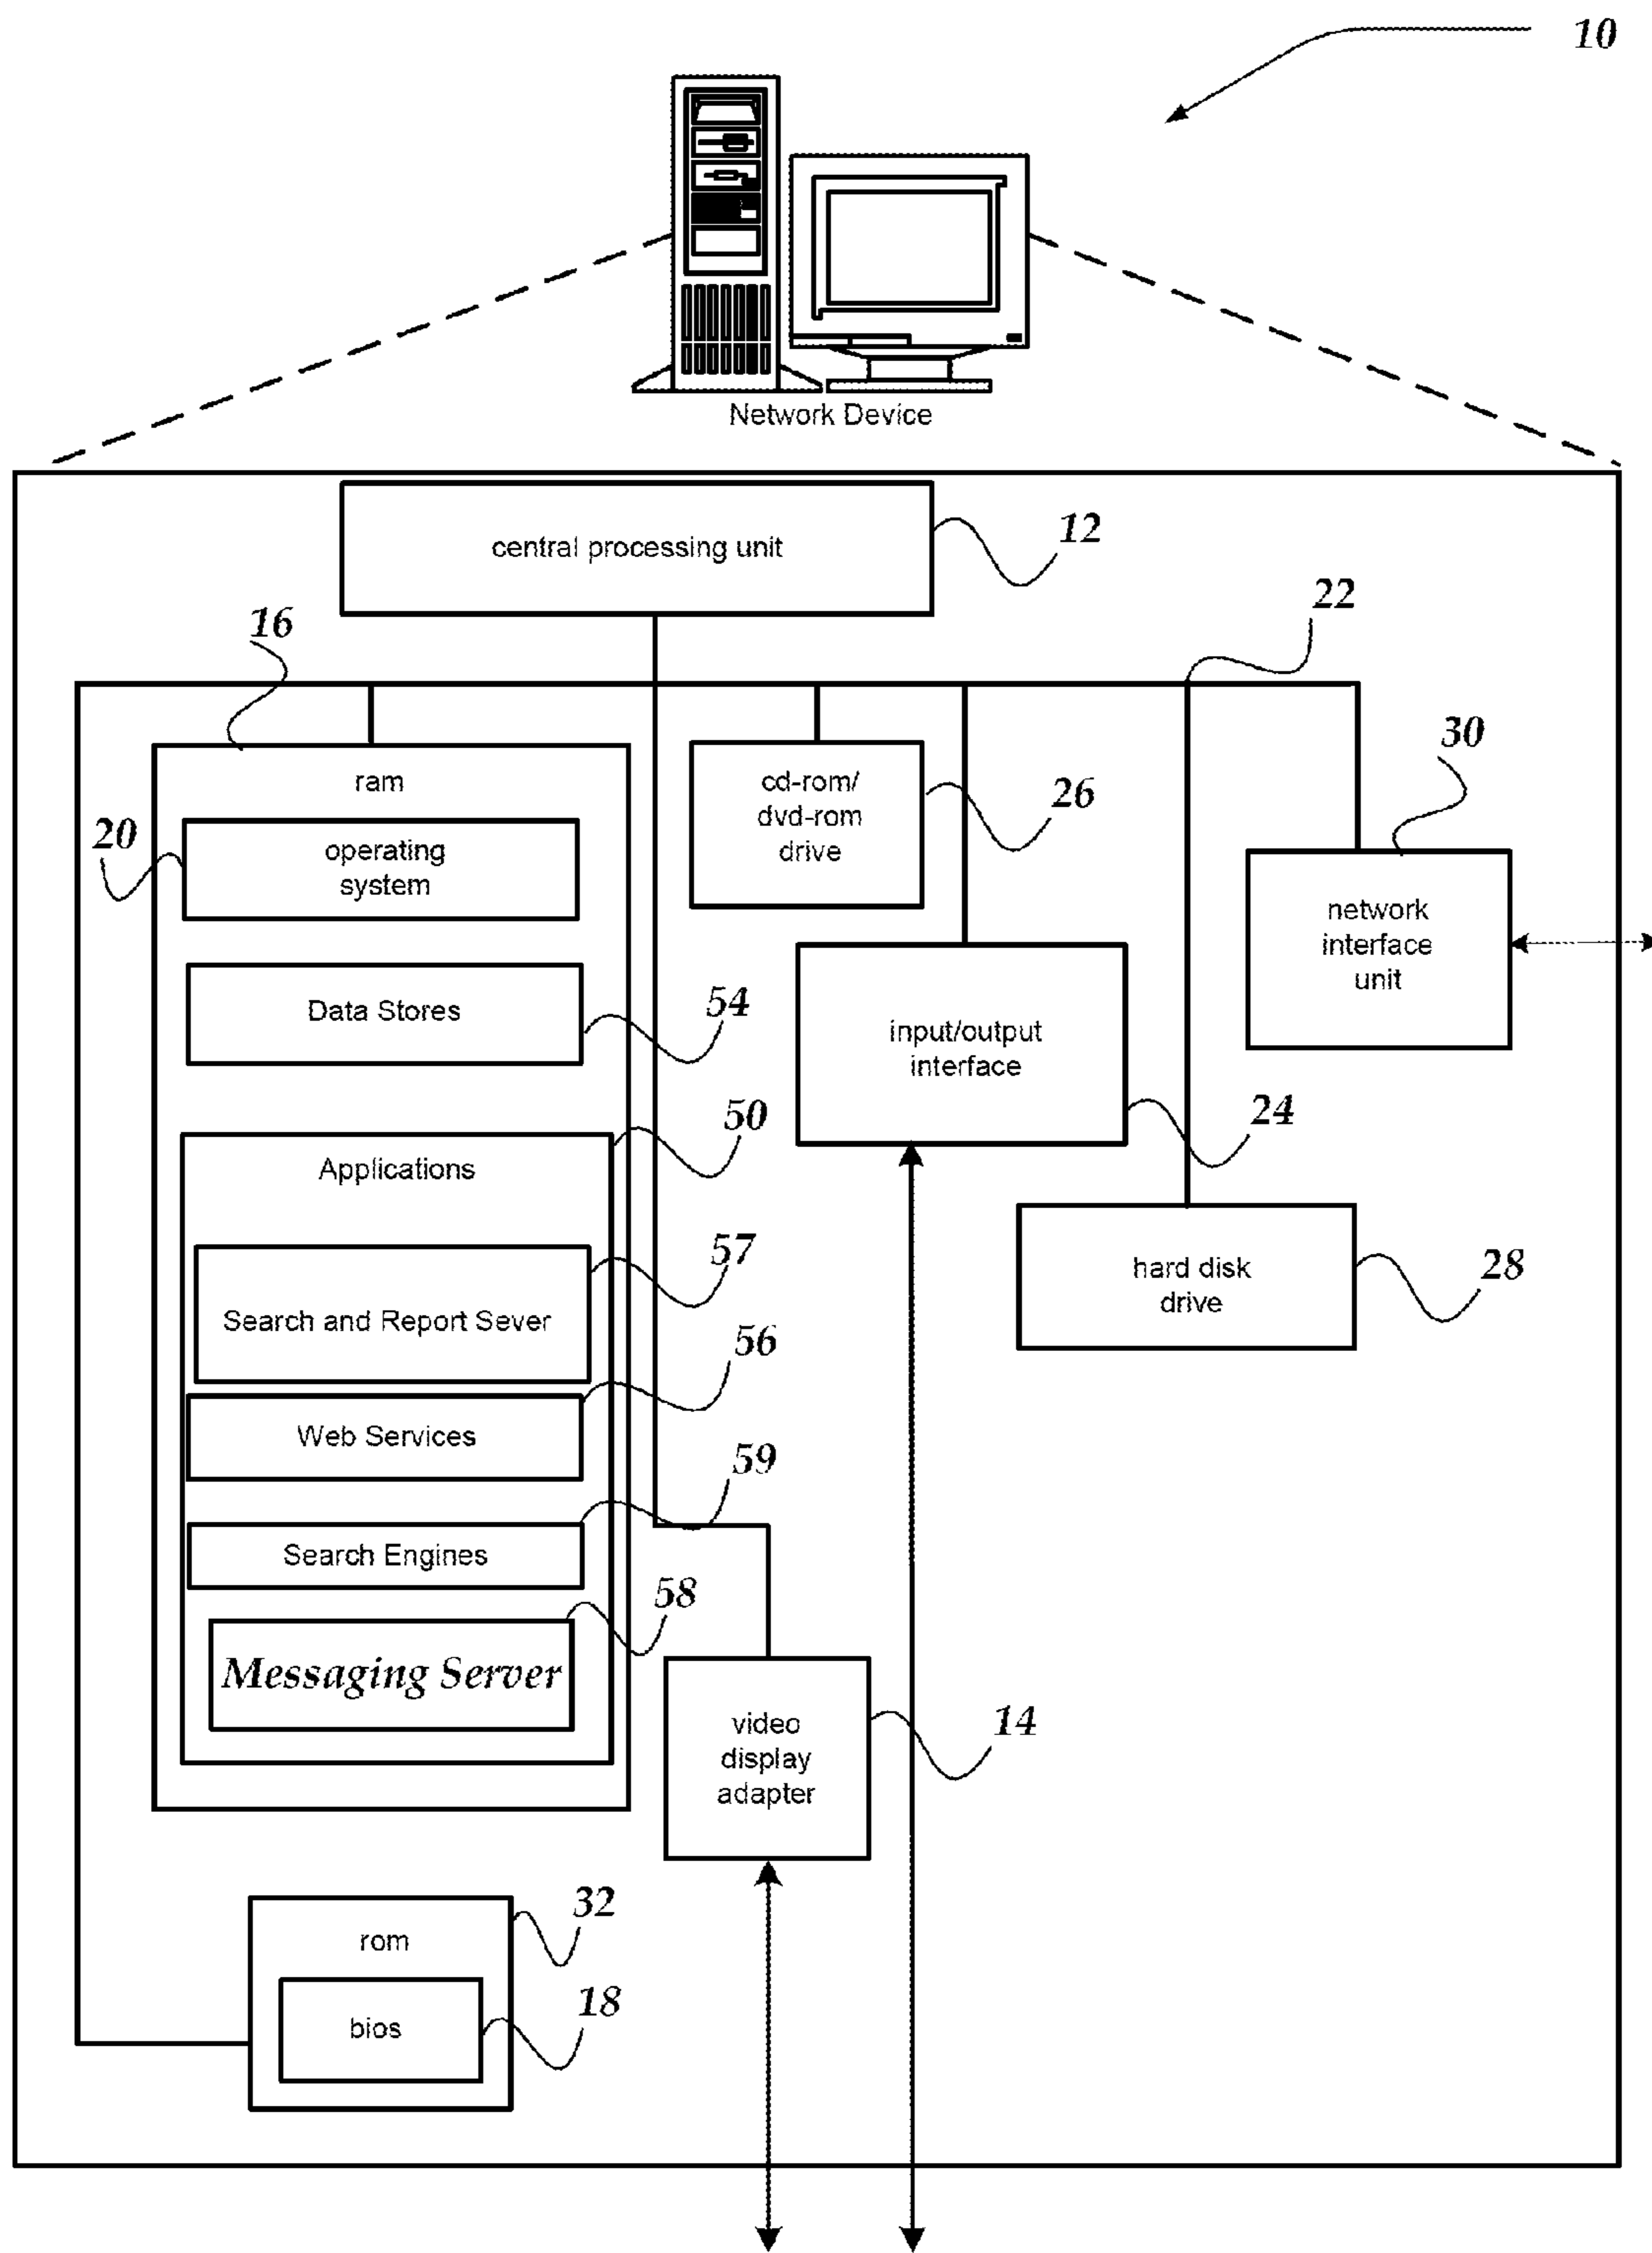 10
Network Device
central processing unit
12
22
16
30
ram
cd-rom/
dvd-rom
drive
26
20
operating
system
network
interface
unit
Data Stores
54
input/output
interface
50
24
Applications
57
hard disk
drive
28
Search and Report Sever
56
Web Services
59
Search Engines
58
Messaging Server
video
display
adapter
14
32
rom
18
bios